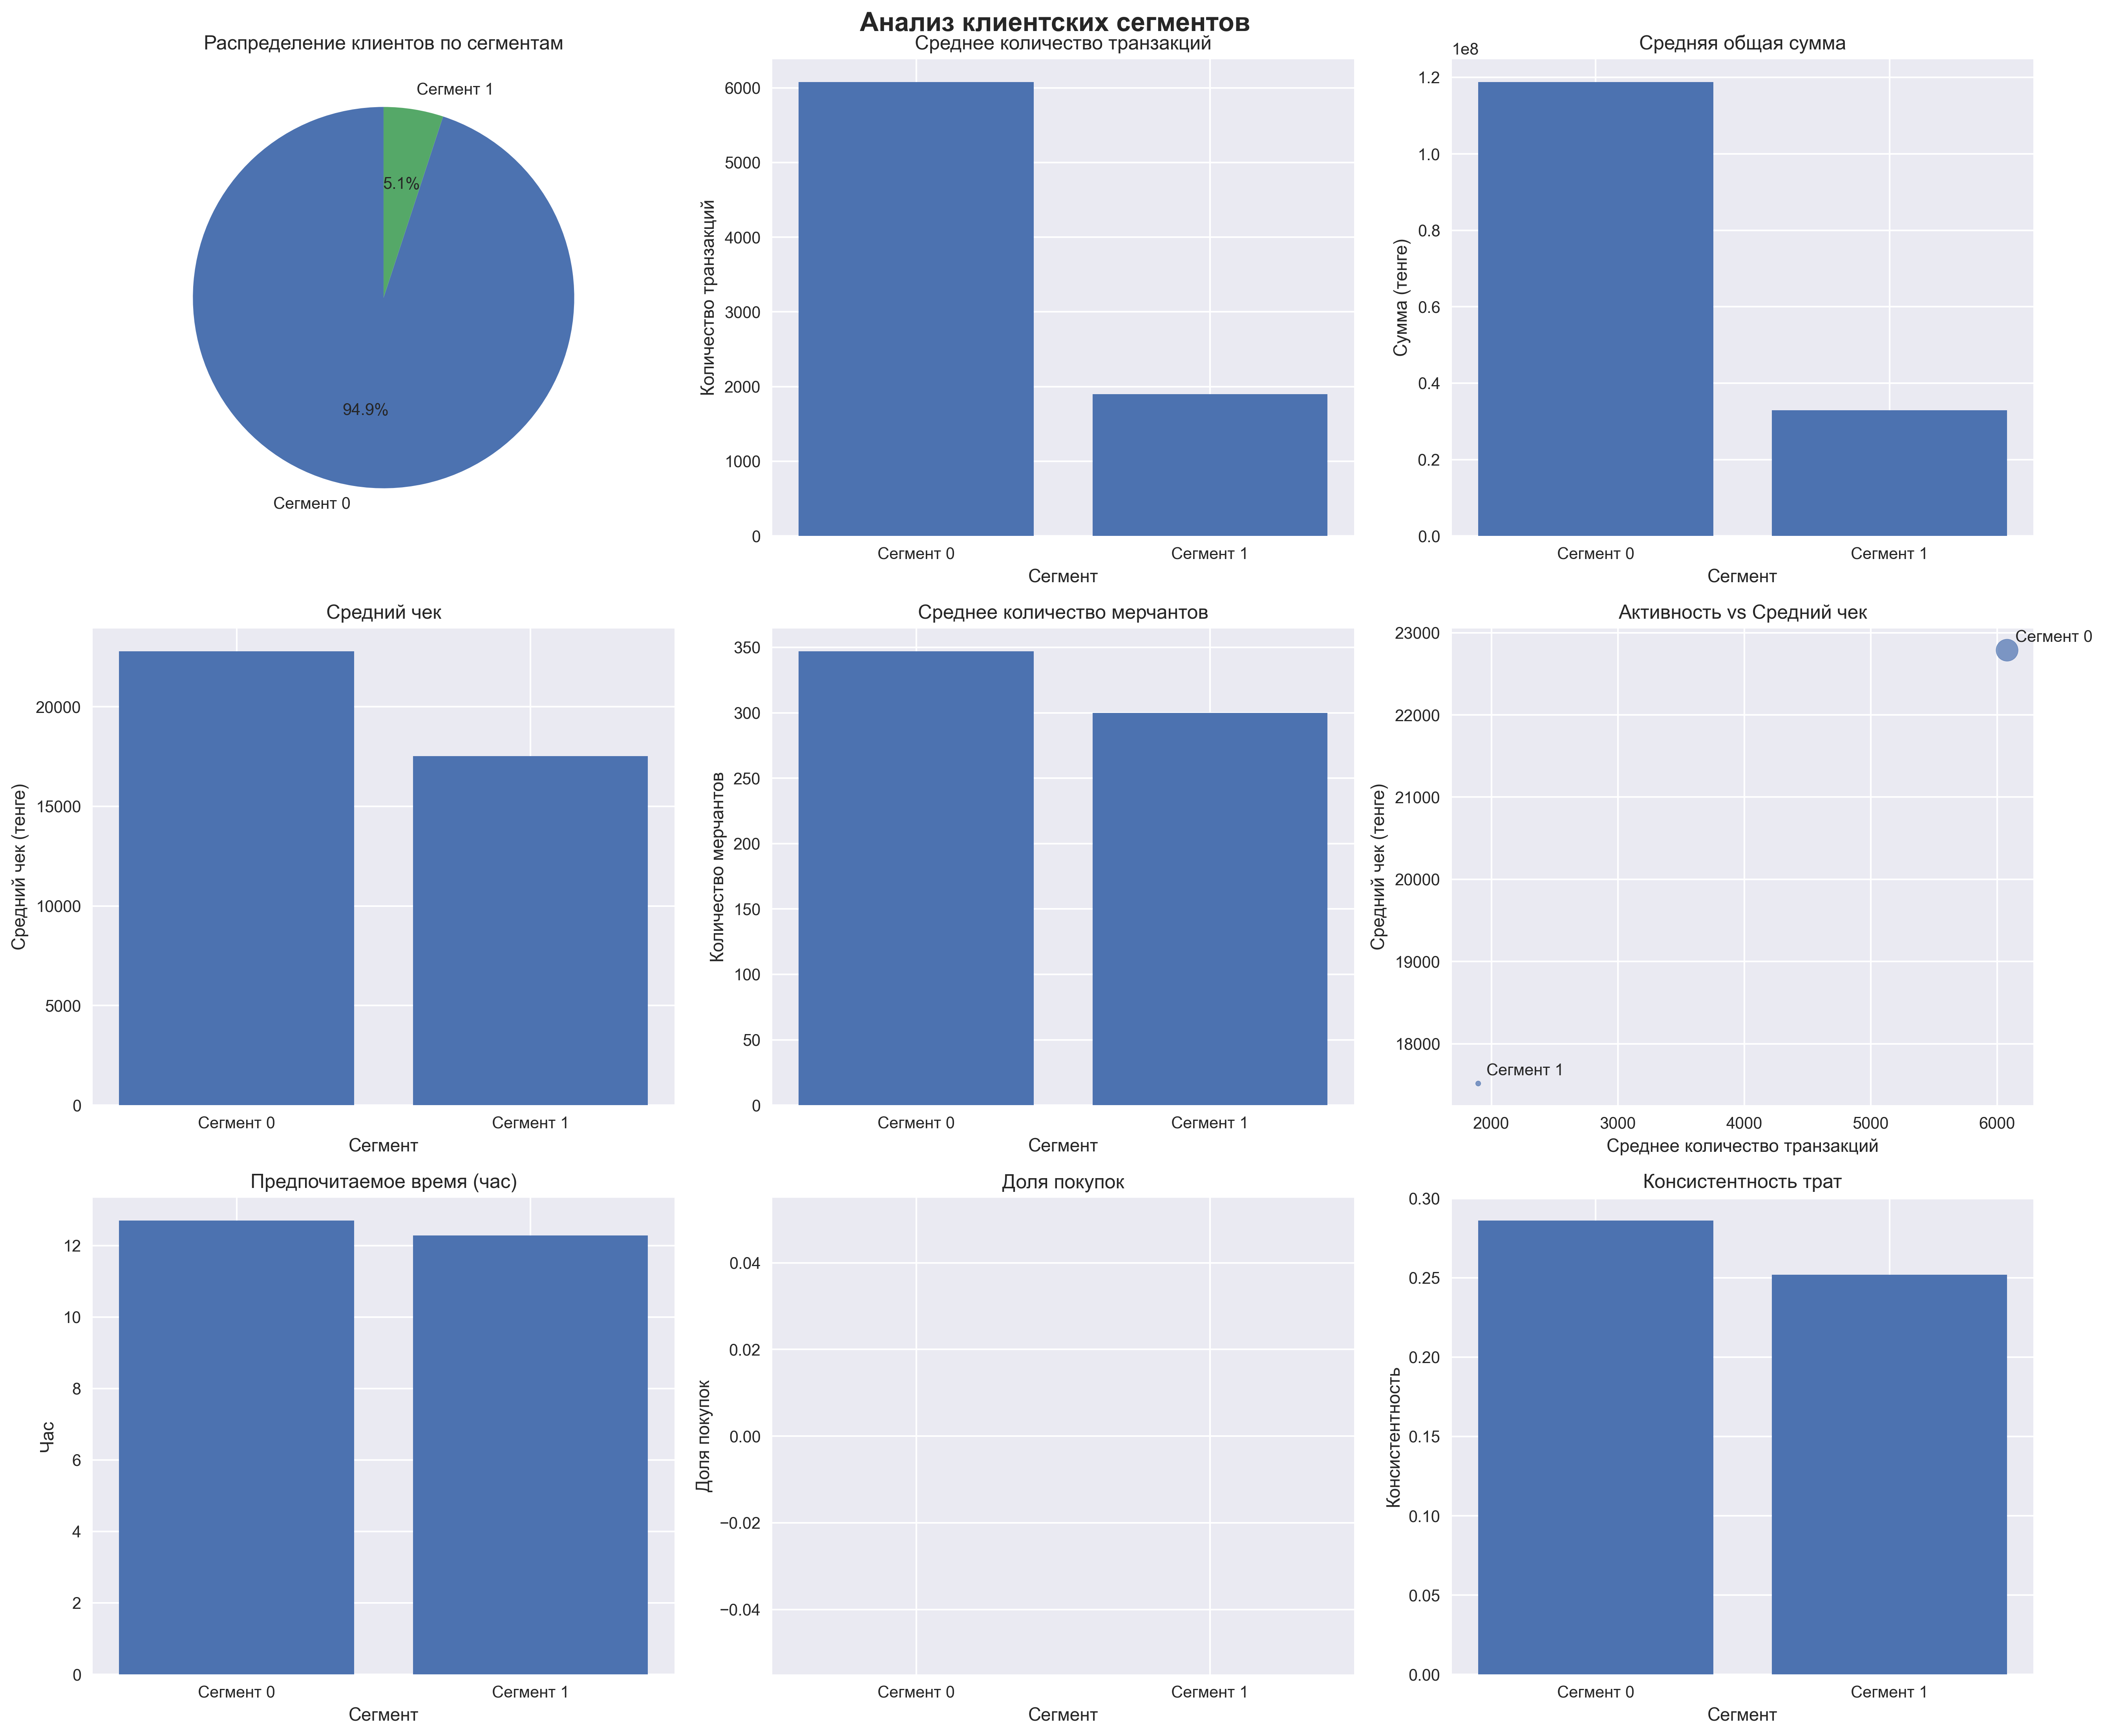 Анализ клиентских сегментов
Распределение клиентов по сегментам
Сегмент 1
5.1%
94.9%
Сегмент 0
Среднее количество транзакций
Количество транзакций
6000
5000
4000
3000
2000
1000
0
Сегмент 0
Сегмент 1
Сегмент
Средняя общая сумма
1e8
Сумма (тенге)
1.2
1.0
0.8
0.6
0.4
0.2
0.0
Сегмент 0
Сегмент 1
Сегмент
Средний чек
Средний чек (тенге)
20000
15000
10000
5000
0
Сегмент 0
Сегмент 1
Сегмент
Среднее количество мерчантов
Количество мерчантов
350
300
250
200
150
100
50
0
Сегмент 0
Сегмент 1
Сегмент
Активность vs Средний чек
Средний чек (тенге)
23000
22000
21000
20000
19000
18000
Сегмент 0
Сегмент 1
2000
3000
4000
5000
6000
Среднее количество транзакций
Предпочитаемое время (час)
Час
12
10
8
6
4
2
0
Сегмент 0
Сегмент 1
Сегмент
Доля покупок
Доля покупок
0.04
0.02
0.00
−0.02
−0.04
Сегмент 0
Сегмент 1
Сегмент
Консистентность трат
Консистентность
0.30
0.25
0.20
0.15
0.10
0.05
0.00
Сегмент 0
Сегмент 1
Сегмент